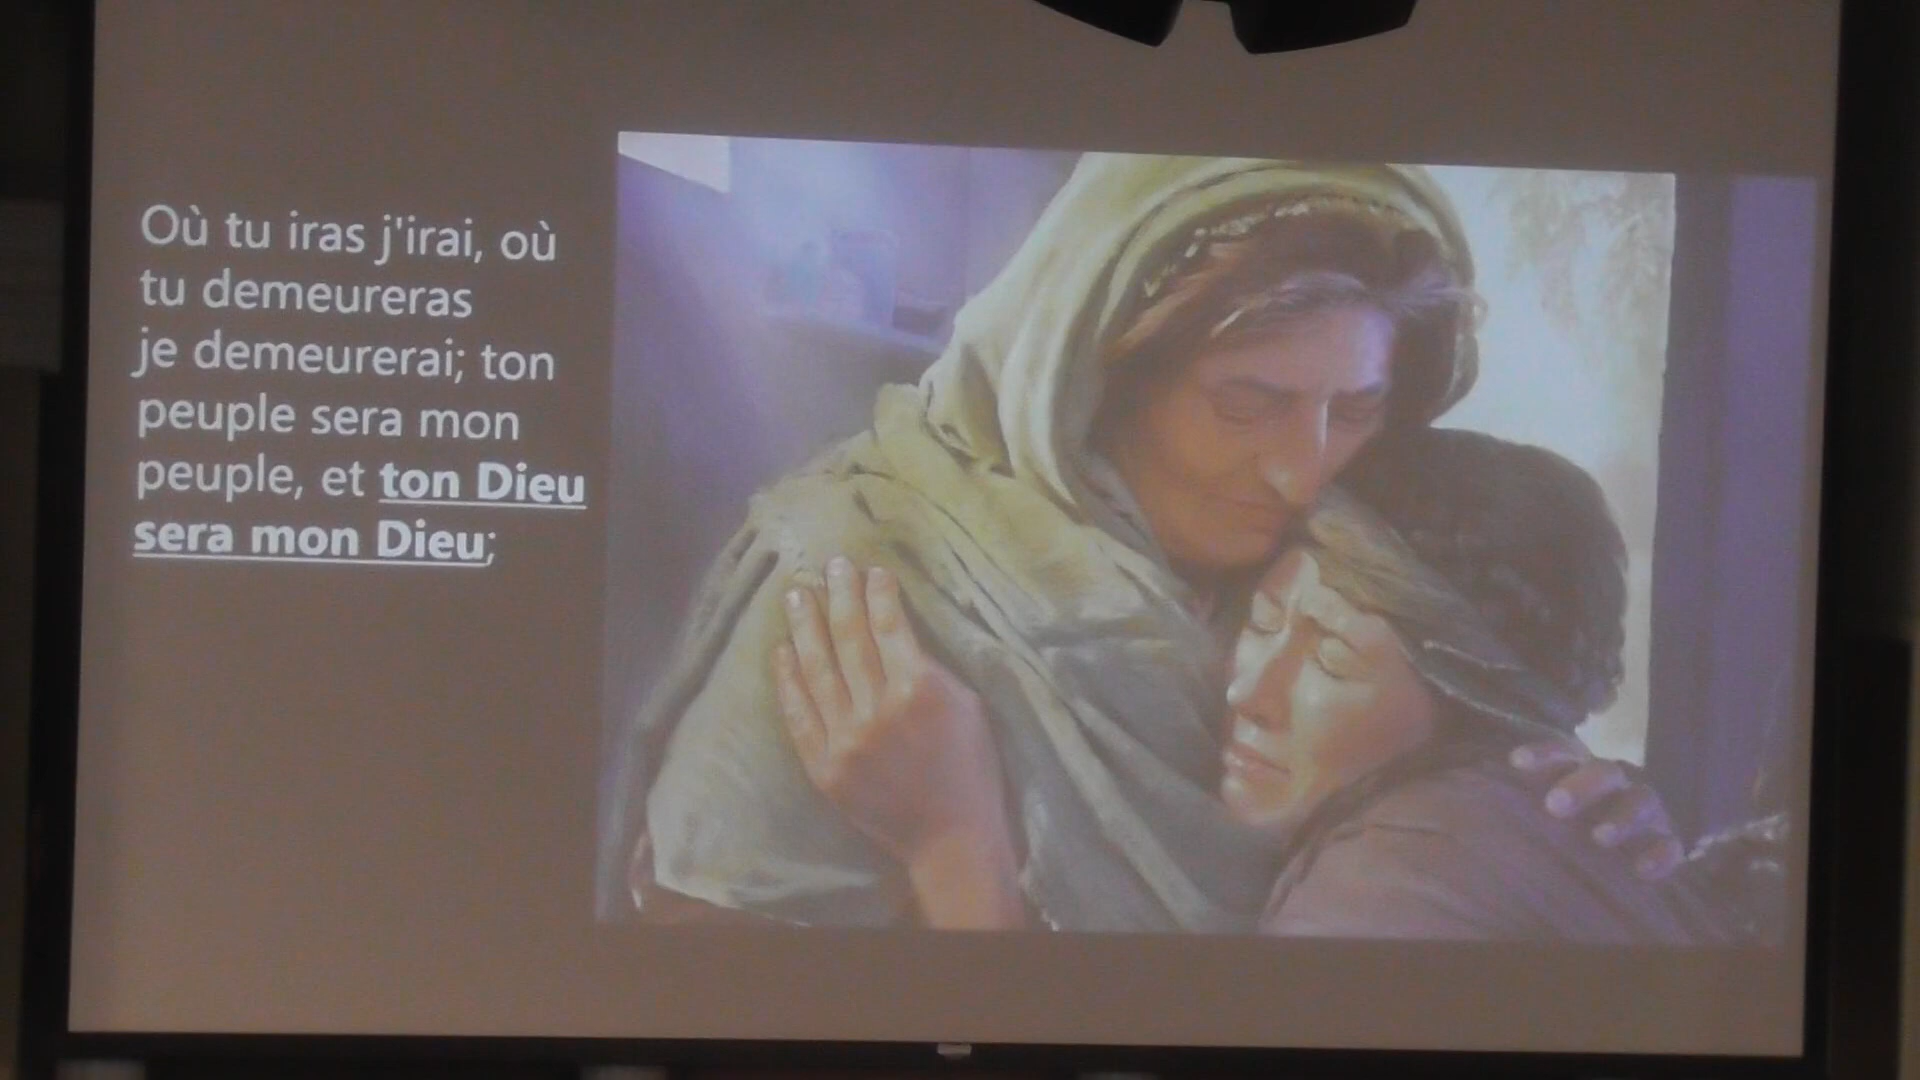 Où tu iras j'irai, où
tu demeureras
je demeurerai; ton
peuple sera mon
peuple, et ton Dieu
sera mon Dieu;